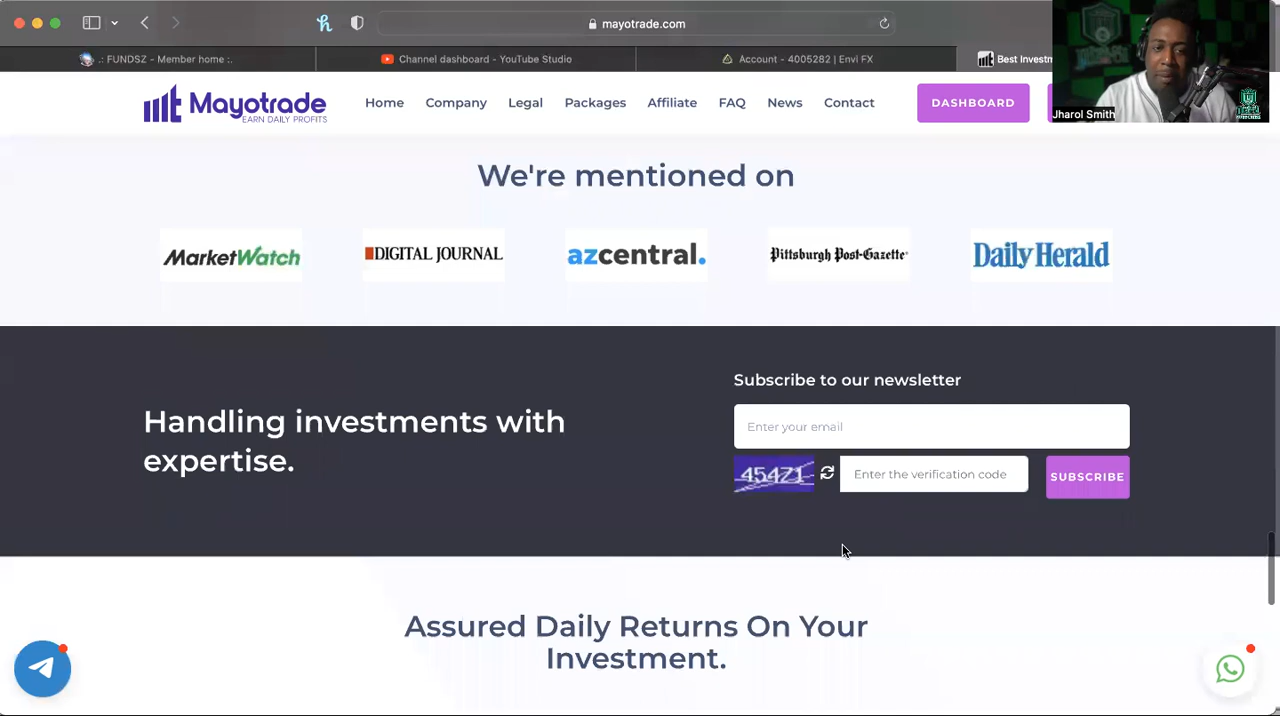 mayotrade.com
.: FUNDSZ - Member home :.
Channel dashboard - YouTube Studio
Account - 4005282 | Envi FX
Best Investm
Jharol Smith
Mayotrade
EARN DAILY PROFITS
Home
Company
Legal
Packages
Affiliate
FAQ
News
Contact
DASHBOARD
We're mentioned on
MarketWatch
DIGITAL JOURNAL
azcentral.
Pittsburgh Post-Gazette
Daily Herald
Handling investments with
expertise.
Subscribe to our newsletter
Enter your email
45471
Enter the verification code
SUBSCRIBE
Assured Daily Returns On Your
Investment.